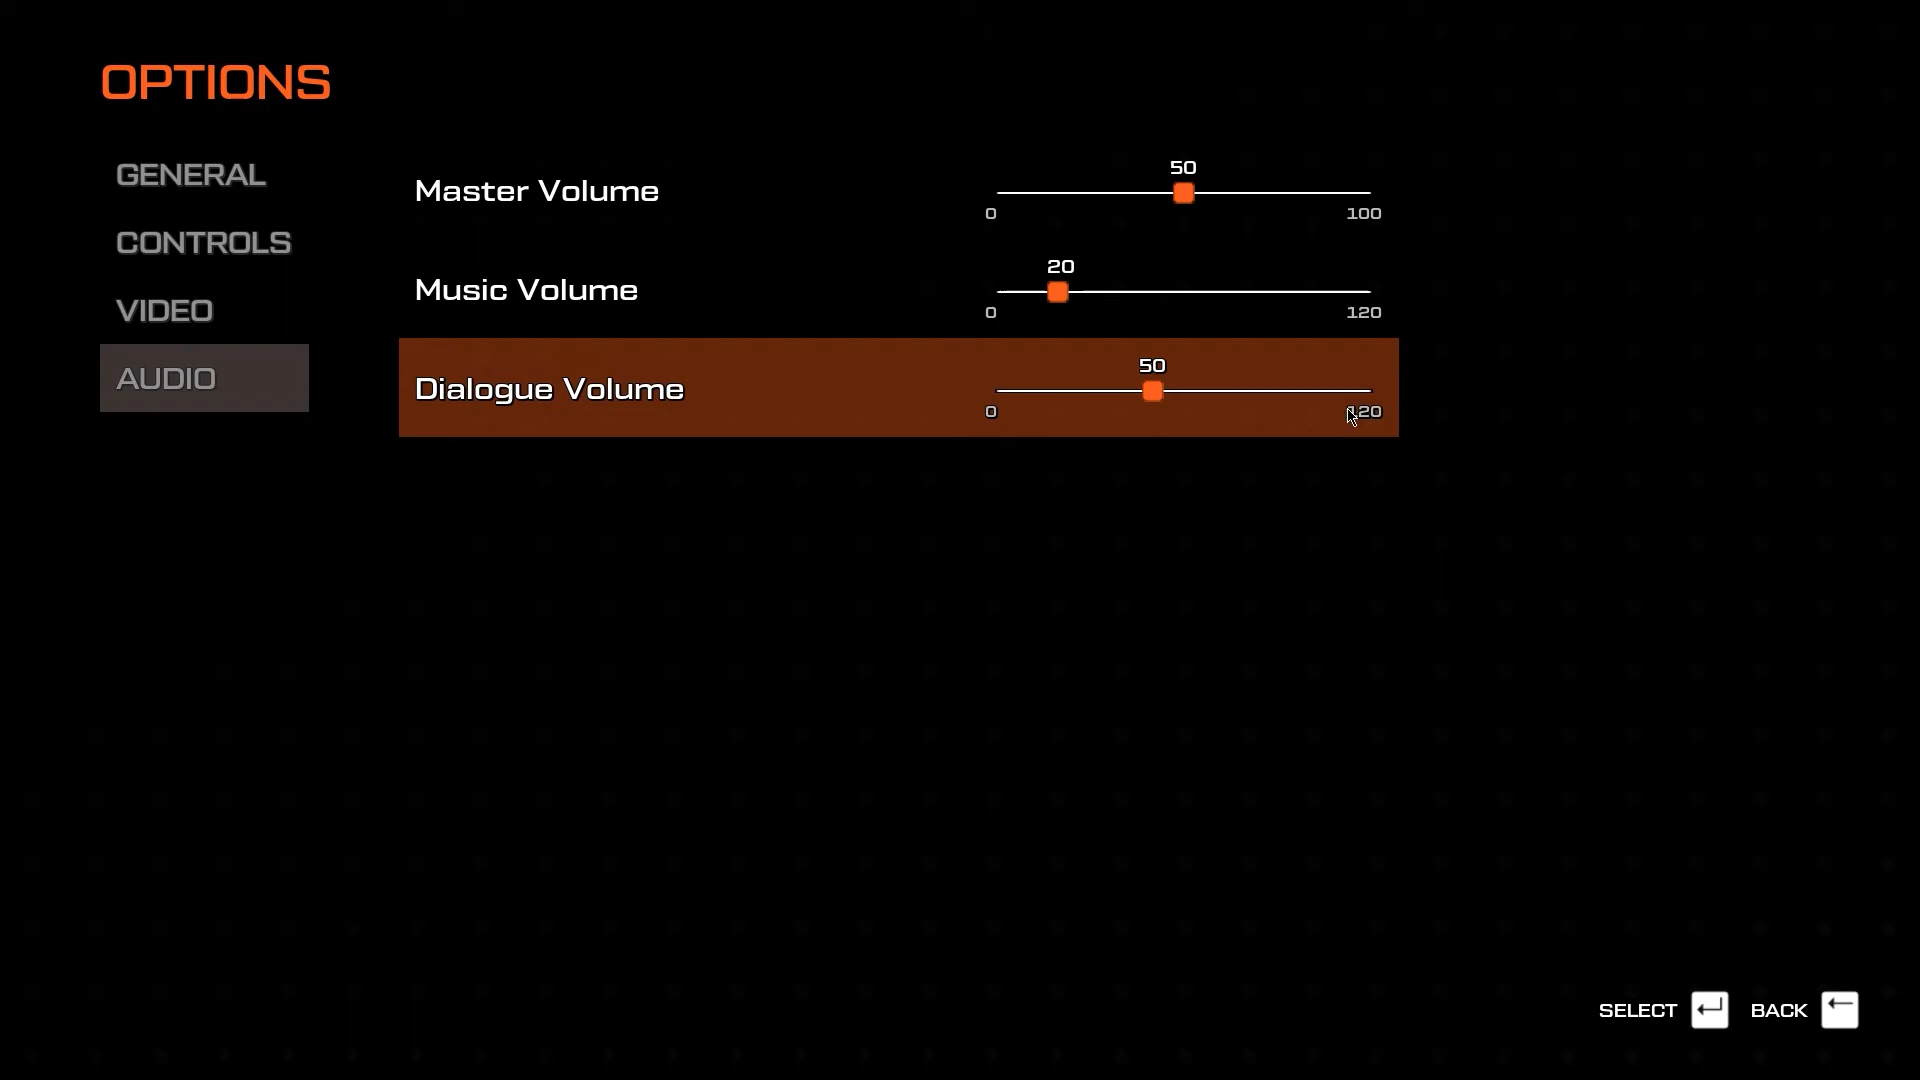 OPTIONS
GENERAL
CONTROLS
VIDEO
AUDIO
Master Volume
50
0
100
Music Volume
20
0
120
Dialogue Volume
50
0
120
SELECT
BACK